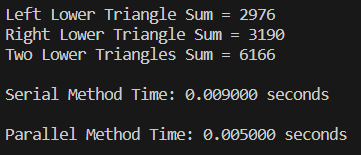 Left Lower Triangle Sum = 2976
Right Lower Triangle Sum = 3190
Two Lower Triangles Sum = 6166
Serial Method Time: 0.009000 seconds
Parallel Method Time: 0.005000 seconds